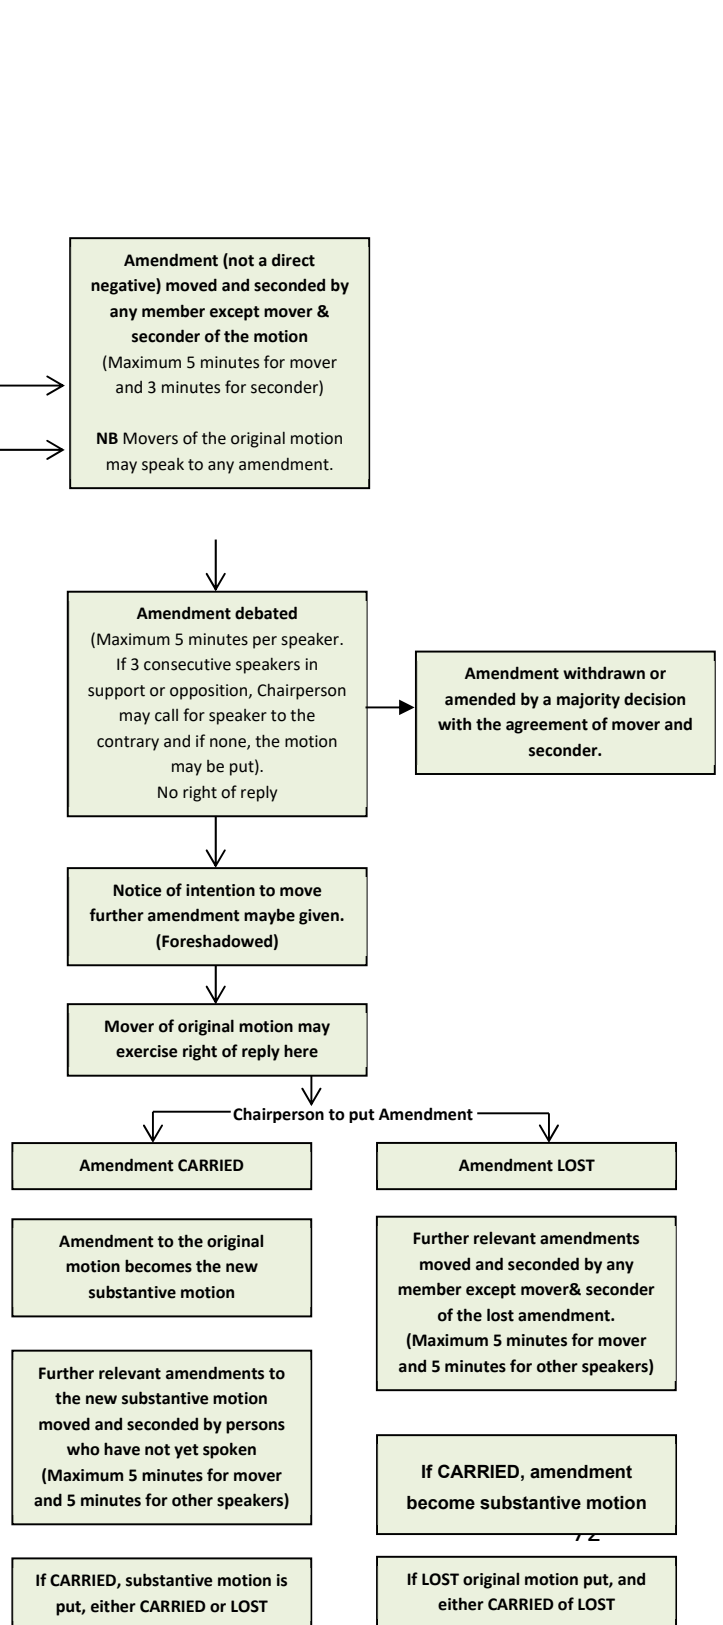 Amendment (not a direct
negative) moved and seconded by
any member except mover &
seconder of the motion
(Maximum 5 minutes for mover
and 3 minutes for seconder)
NB Movers of the original motion
may speak to any amendment.
Amendment debated
(Maximum 5 minutes per speaker.
If 3 consecutive speakers in
support or opposition, Chairperson
may call for speaker to the
contrary and if none, the motion
may be put).
No right of reply
Amendment withdrawn or
amended by a majority decision
with the agreement of mover and
seconder.
Notice of intention to move
further amendment maybe given.
(Foreshadowed)
Mover of original motion may
exercise right of reply here
Chairperson to put Amendment
Amendment CARRIED
Amendment to the original
motion becomes the new
substantive motion
Further relevant amendments to
the new substantive motion
moved and seconded by persons
who have not yet spoken
(Maximum 5 minutes for mover
and 5 minutes for other speakers)
If CARRIED, substantive motion is
put, either CARRIED or LOST
Amendment LOST
Further relevant amendments
moved and seconded by any
member except mover& seconder
of the lost amendment.
(Maximum 5 minutes for mover
and 5 minutes for other speakers)
If CARRIED, amendment
become substantive motion
If LOST original motion put, and
either CARRIED of LOST